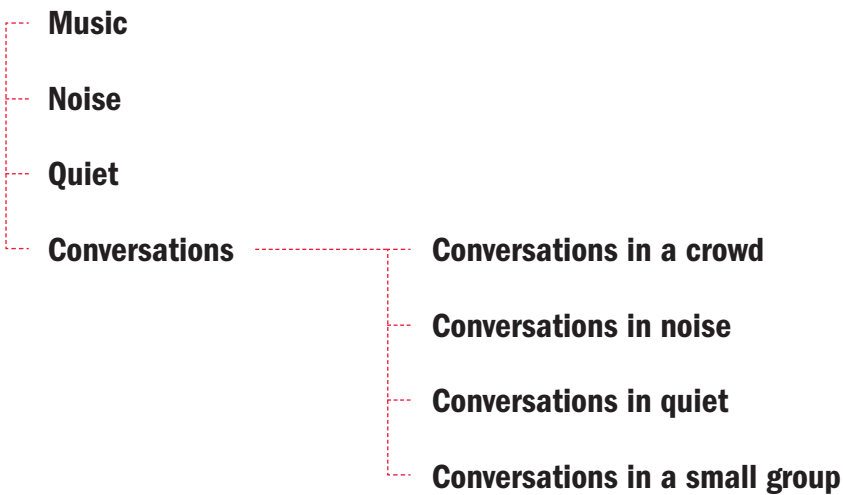 Music
Noise
Quiet
Conversations
Conversations in a crowd
Conversations in noise
Conversations in quiet
Conversations in a small group